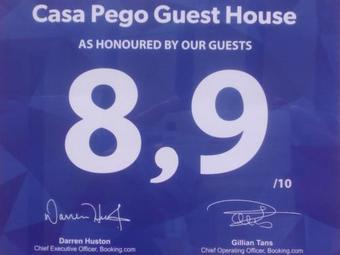 Casa Pego Guest House
AS HONOURED BY OUR GUESTS
8,9
/10
Darren Huston
Gillian Tans
Chief Executive Officer, Booking.com
Chief Operating Officer, Booking.com